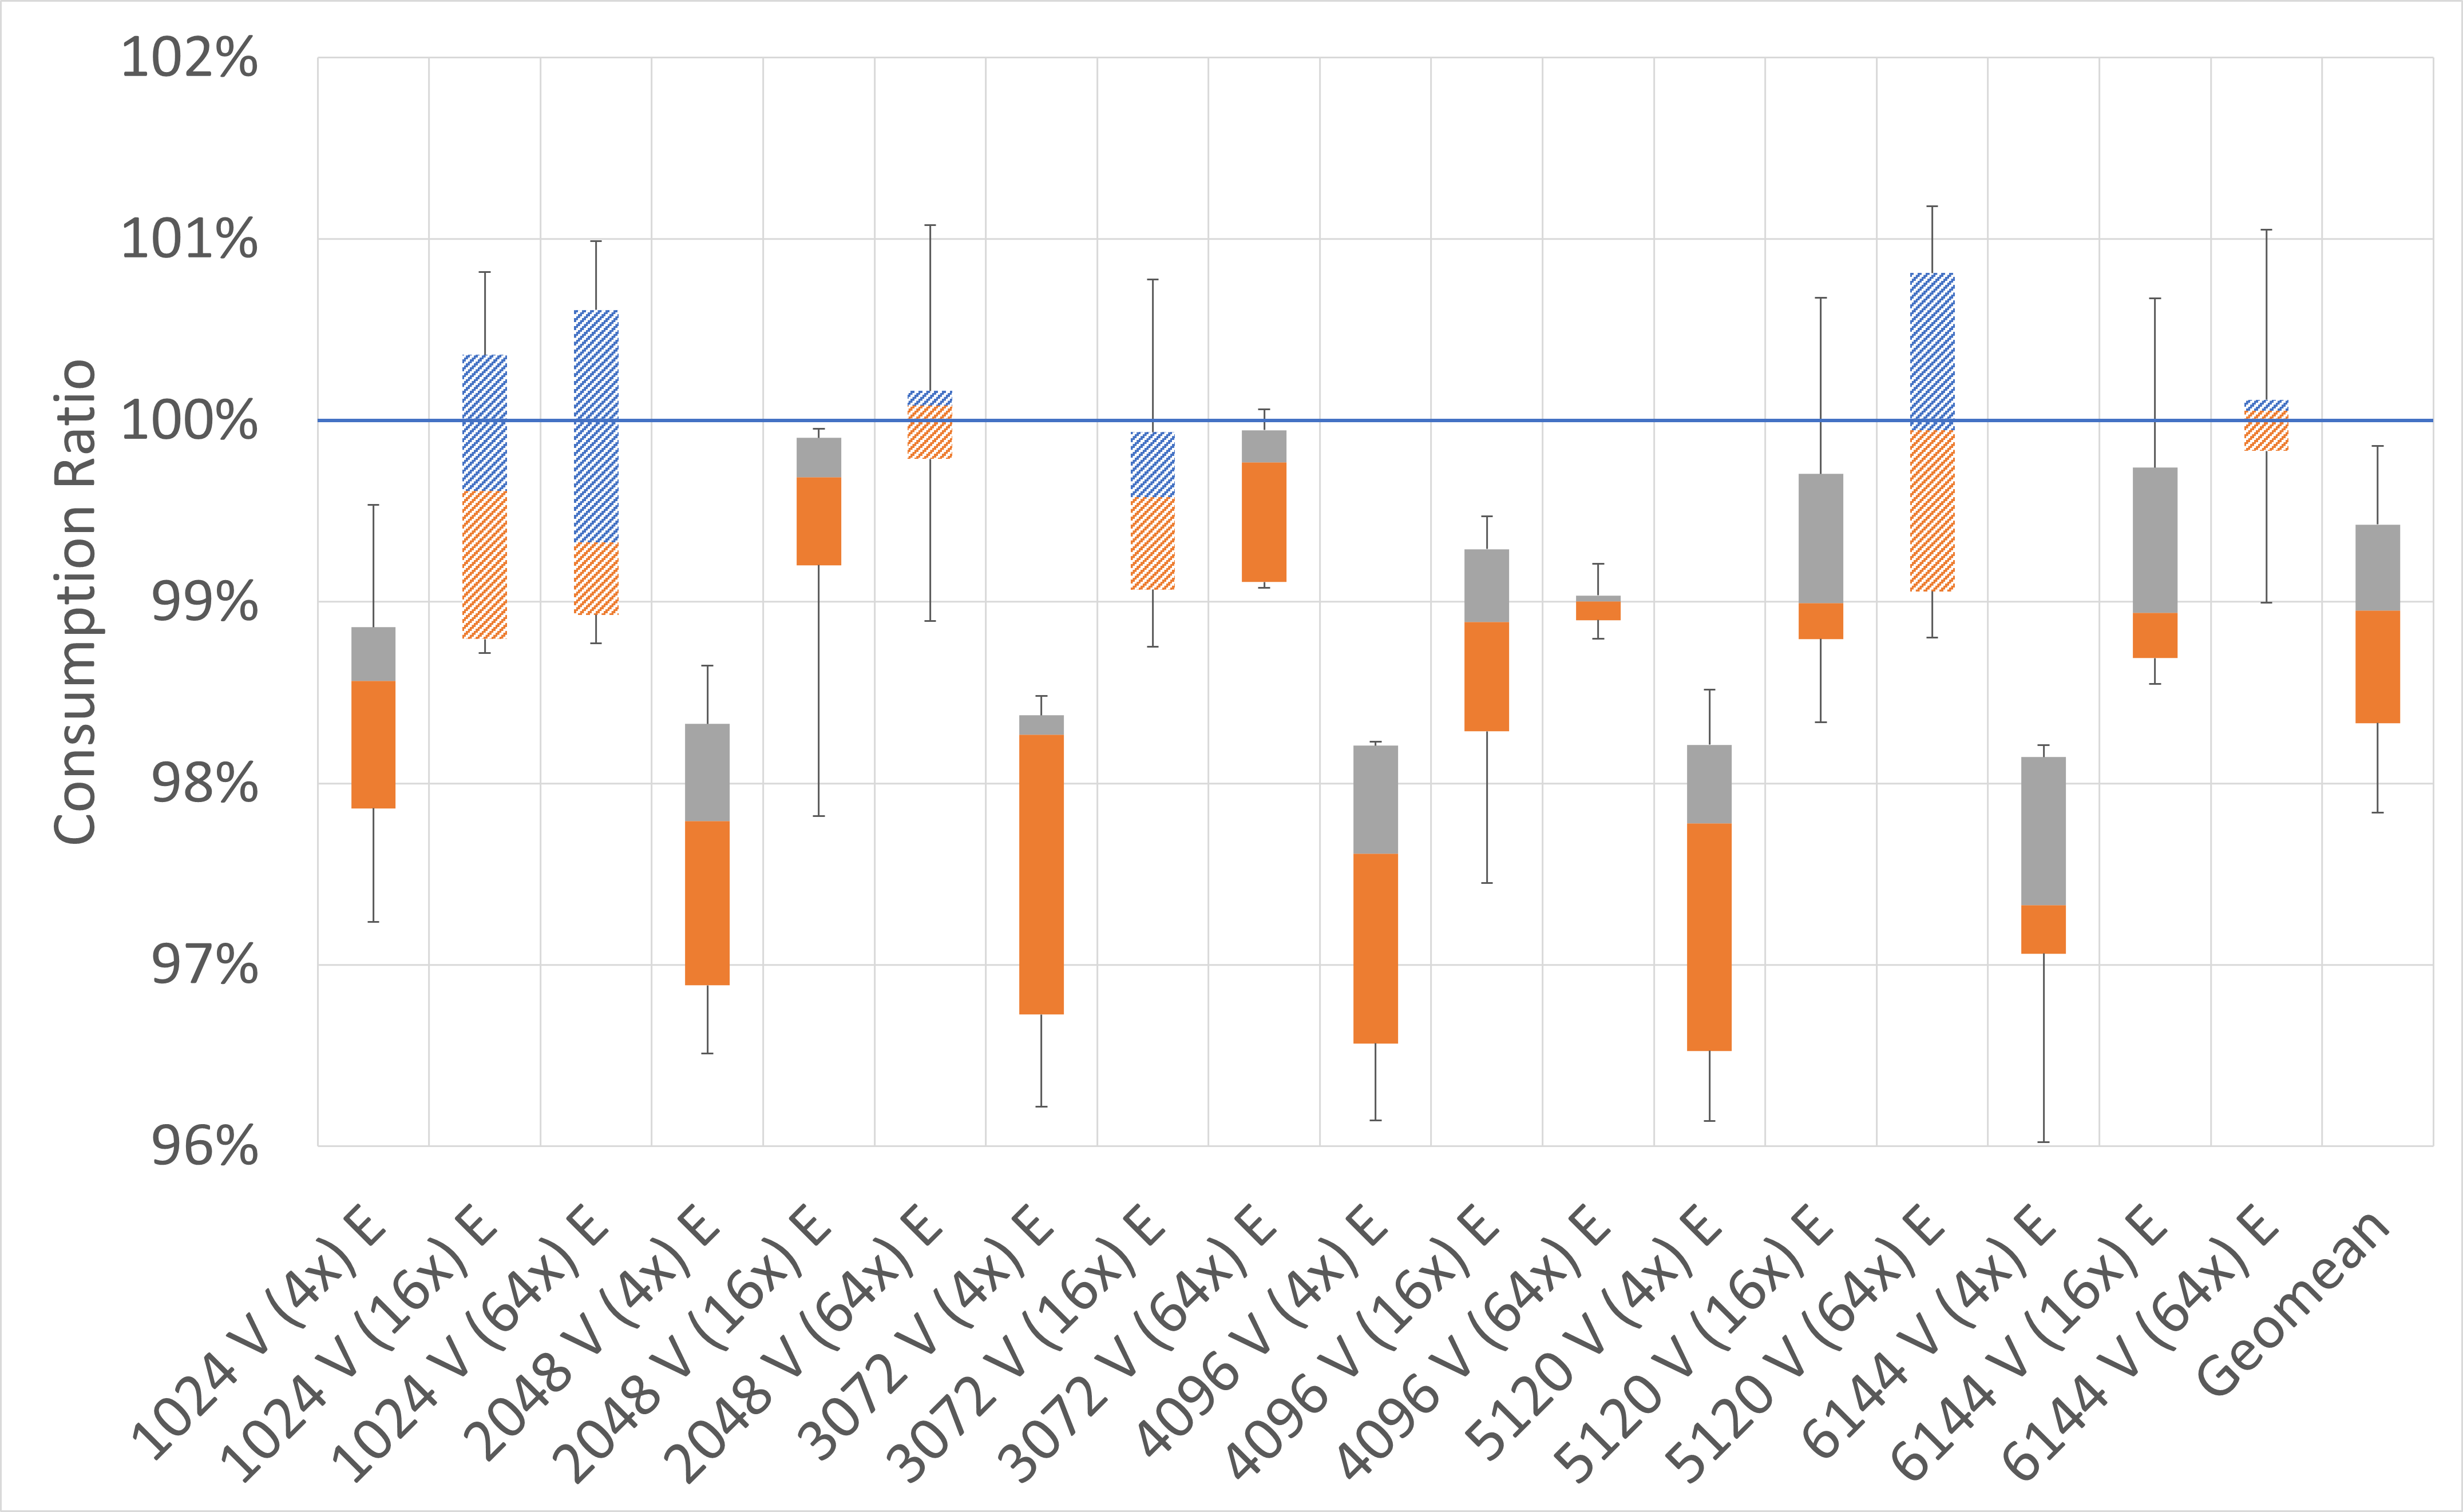 102%
101%
100%
99%
98%
97%
96%
Consumption Ratio
1024 V (4x) E
1024 V (16x) E
1024 V (64x) E
2048 V (4x) E
2048 V (16x) E
2048 V (64x) E
3072 V (4x) E
3072 V (16x) E
3072 V (64x) E
4096 V (4x) E
4096 V (16x) E
4096 V (64x) E
5120 V (4x) E
5120 V (16x) E
5120 V (64x) E
6144 V (4x) E
6144 V (16x) E
6144 V (64x) E
Geomean